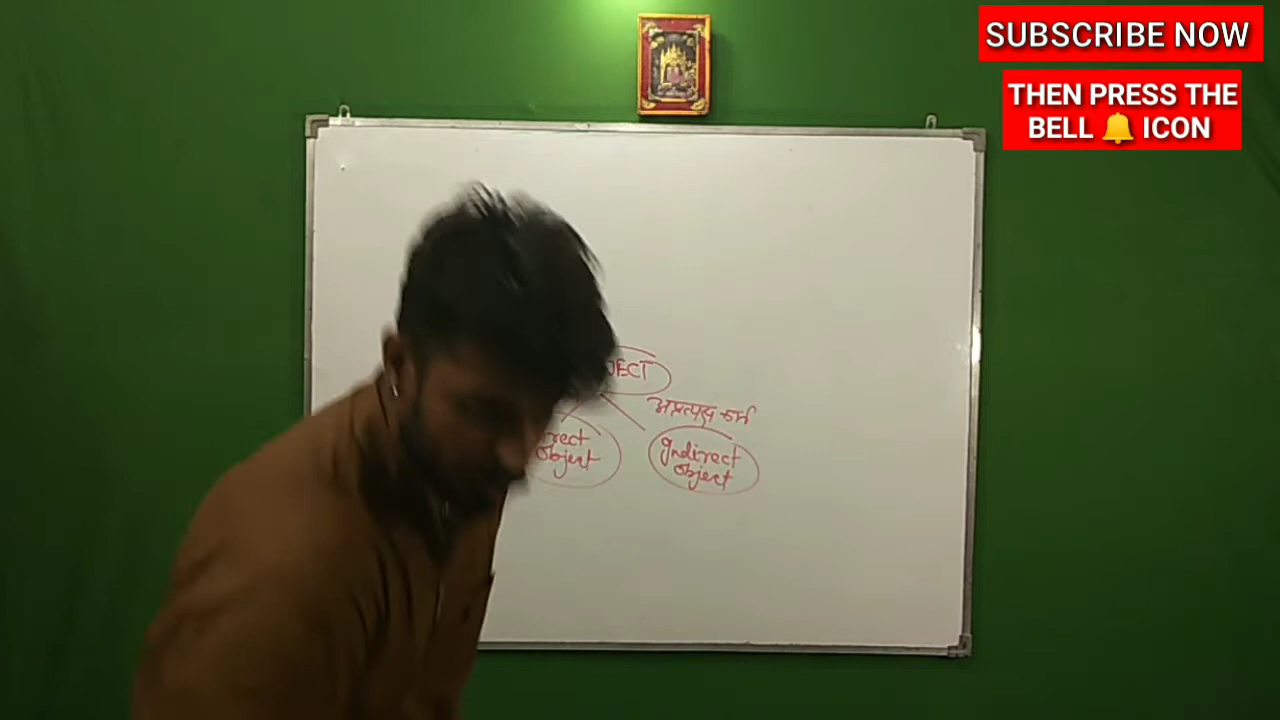 SUBSCRIBE NOW
THEN PRESS THE
BELL 🔔 ICON
JECT
अप्रत्यक्ष कर्म
rect
object
Indirect
object